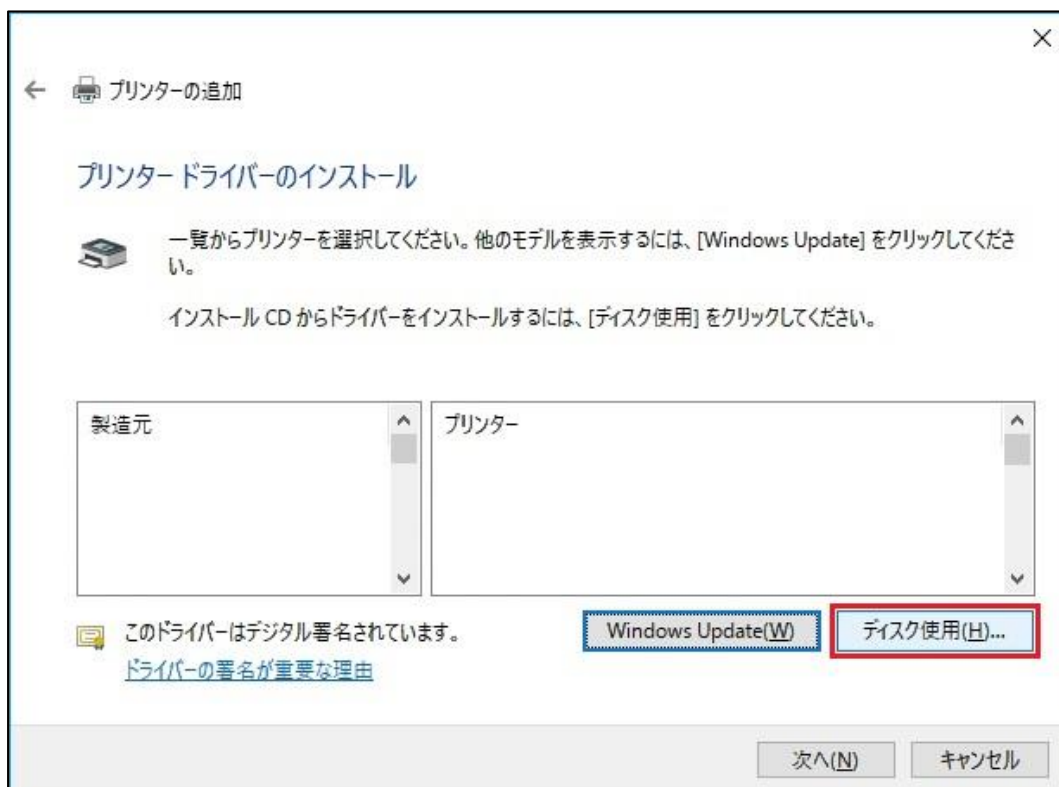 プリンターの追加
プリンター ドライバーのインストール
一覧からプリンターを選択してください。他のモデルを表示するには、[Windows Update] をクリックしてくださ
い。
インストール CD からドライバーをインストールするには、[ディスク使用] をクリックしてください。
製造元
プリンター
このドライバーはデジタル署名されています。
Windows Update(W)
ディスク使用(H)...
ドライバーの署名が重要な理由
次へ(N)
キャンセル